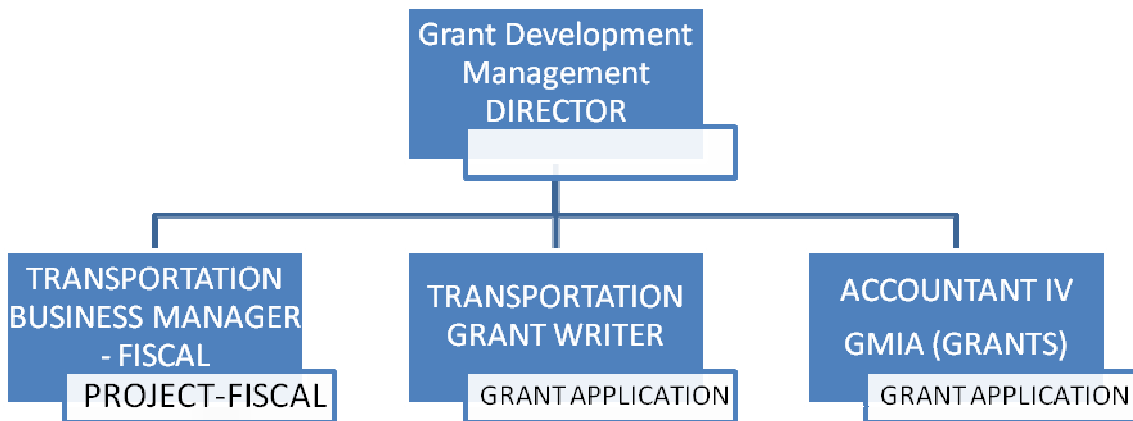 Grant Development
Management
DIRECTOR
TRANSPORTATION
BUSINESS MANAGER
- FISCAL
PROJECT-FISCAL
TRANSPORTATION
GRANT WRITER
GRANT APPLICATION
ACCOUNTANT IV
GMIA (GRANTS)
GRANT APPLICATION